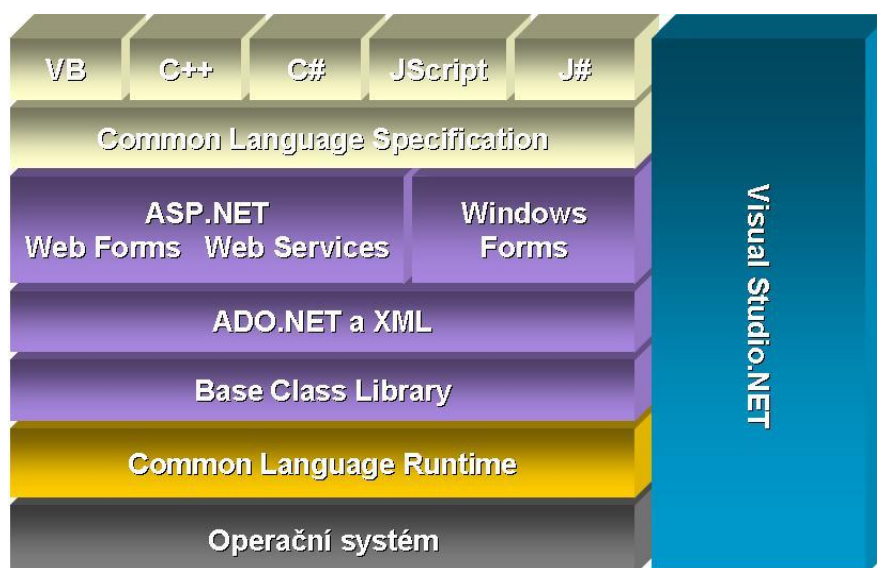 VB C++ C# JScript J#
Common Language Specification
ASP.NET
Web Forms Web Services
Windows
Forms
ADO.NET a XML
Base Class Library
Common Language Runtime
Operační systém
Visual Studio.NET